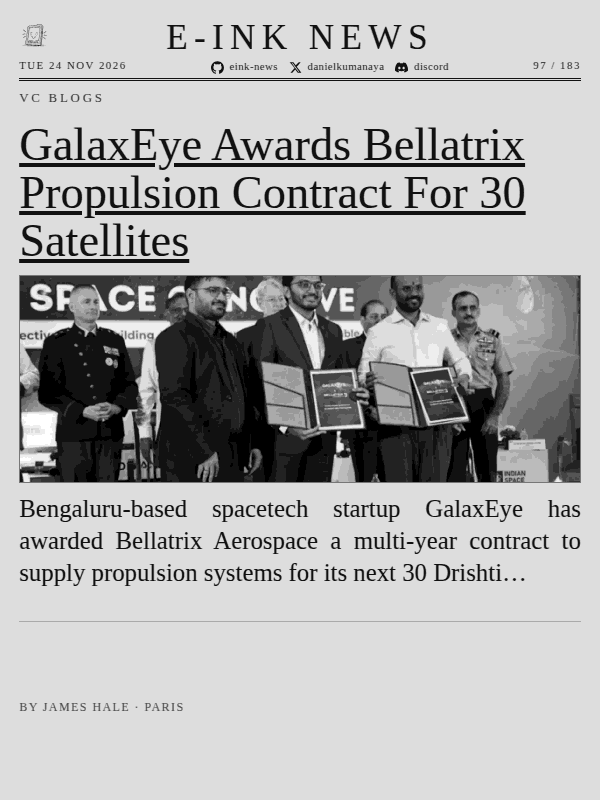 E-INK NEWS
TUE 24 NOV 2026
eink-news danielkumanaya discord
97 / 183
VC BLOGS
GalaxEye Awards Bellatrix
Propulsion Contract For 30
Satellites
SPACE
VE
Bengaluru-based spacetech startup GalaxEye has
awarded Bellatrix Aerospace a multi-year contract to
supply propulsion systems for its next 30 Drishti…
BY JAMES HALE · PARIS